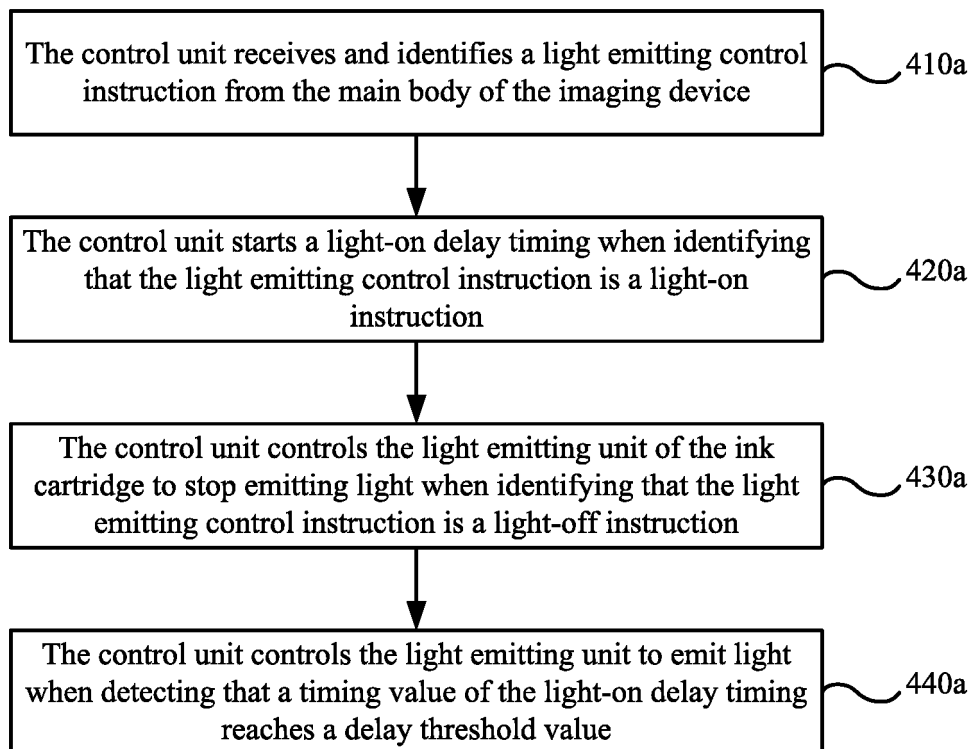 The control unit receives and identifies a light emitting control
instruction from the main body of the imaging device
410a
The control unit starts a light-on delay timing when identifying
that the light emitting control instruction is a light-on
instruction
420a
The control unit controls the light emitting unit of the ink
cartridge to stop emitting light when identifying that the light
emitting control instruction is a light-off instruction
430a
The control unit controls the light emitting unit to emit light
when detecting that a timing value of the light-on delay timing
reaches a delay threshold value
440a